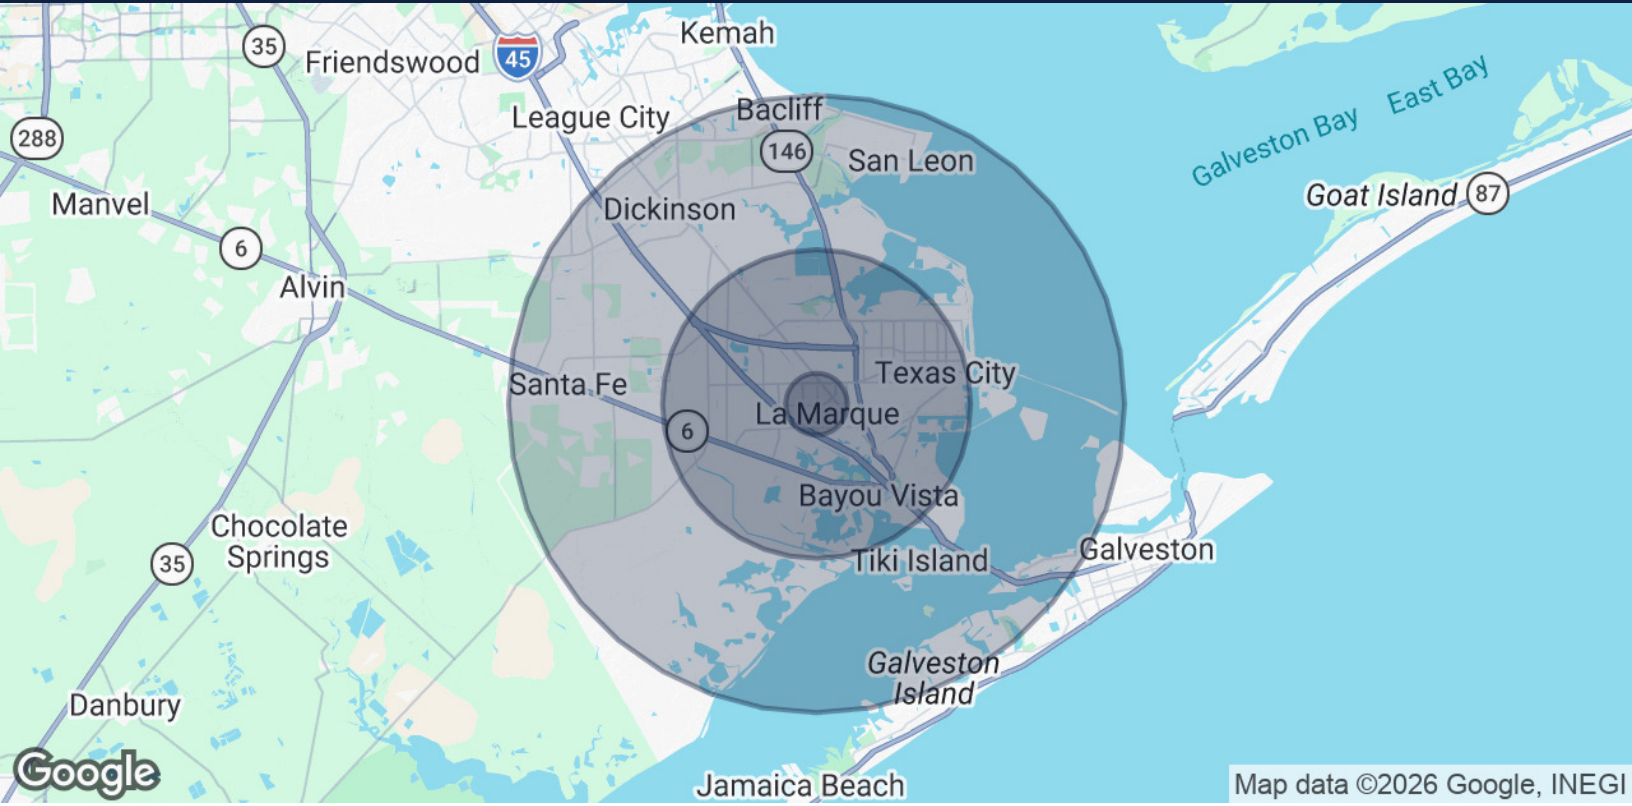 Kemah
35
Friendswood
45
League City
Bacliff
East Bay
Galveston Bay
288
146
San Leon
Manvel
Dickinson
Goat Island
87
6
Alvin
Santa Fe
Texas City
La Marque
6
Bayou Vista
Chocolate
Springs
35
Tiki Island
Galveston
Galveston
Island
Danbury
Google
Jamaica Beach
Map data ©2026 Google, INEGI